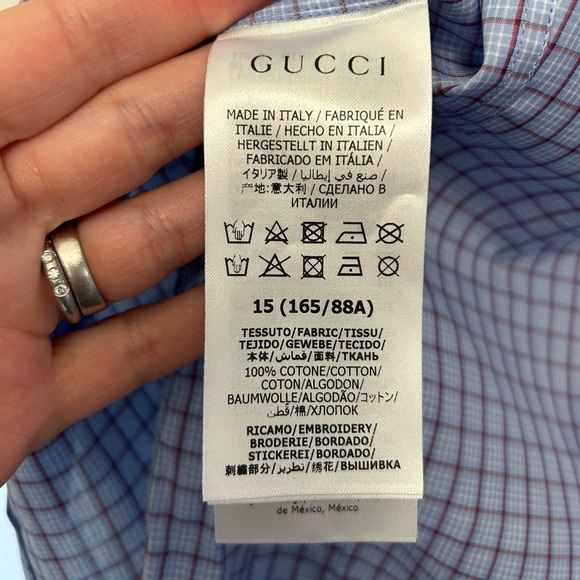 GUCCI
MADE IN ITALY / FABRIQUÉ EN
ITALIE / HECHO EN ITALIA /
HERGESTELLT IN ITALIEN /
FABRICADO EM ITÁLIA /
イタリア製 / صنع في إيطاليا /
产地:意大利 / СДЕЛАНО В
ИТАЛИИ
15 (165/88A)
TESSUTO/FABRIC/TISSU/
TEJIDO/GEWEBE/TECIDO/
本体/قماش/面料/ТКАНЬ
100% COTONE/COTTON/
COTON/ALGODON/
BAUMWOLLE/ALGODÃO/コットン/
قطن/棉/ХЛОПОК
RICAMO/EMBROIDERY/
BRODERIE/BORDADO/
STICKEREI/BORDADO/
刺繍部分/تطريز/绣花/ВЫШИВКА
de México, México